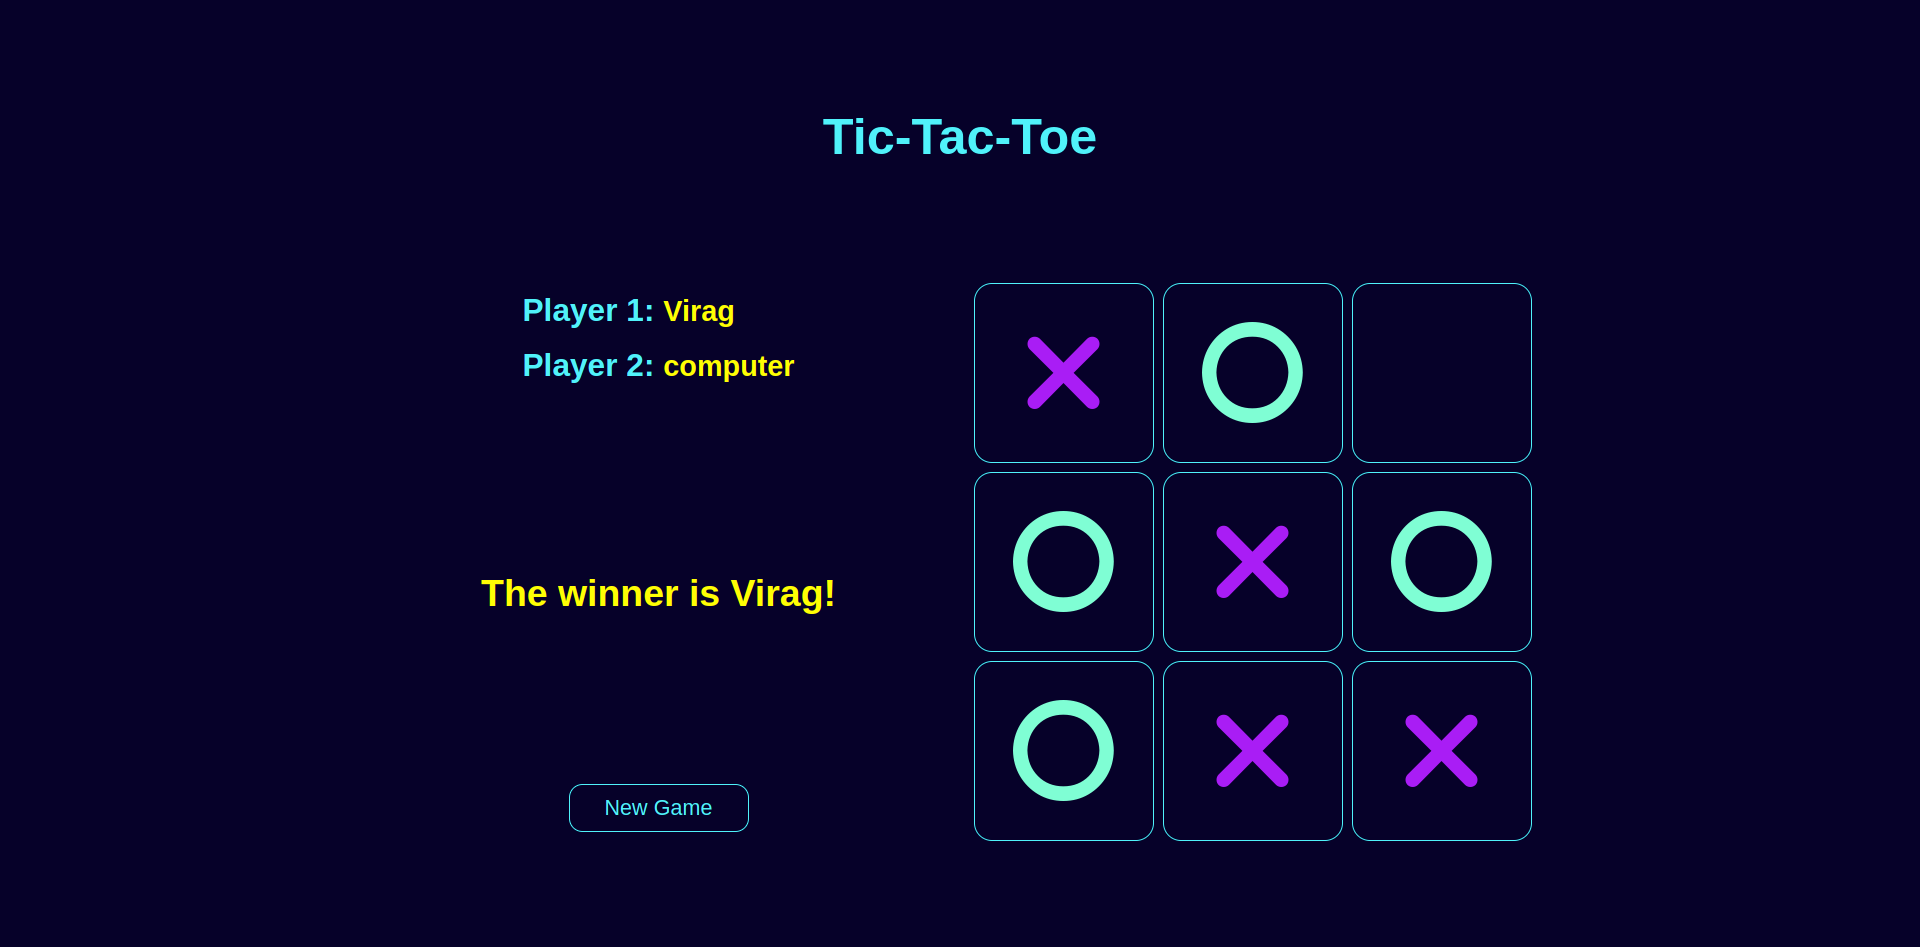 Tic-Tac-Toe
Player 1: Virag
Player 2: computer
The winner is Virag!
New Game